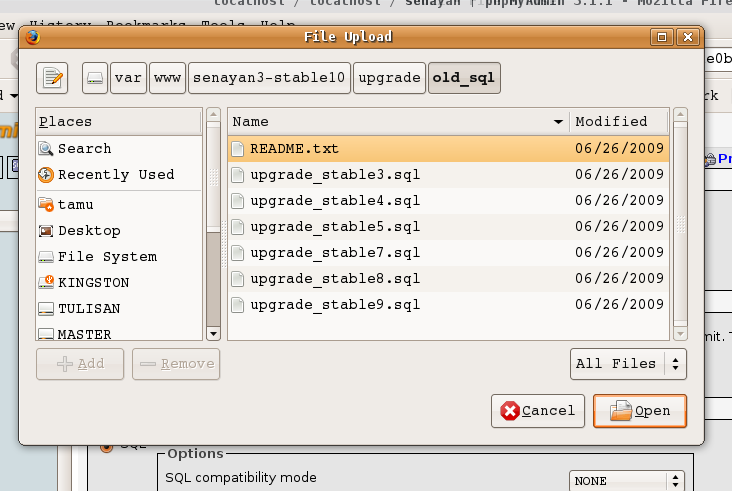 localhost / localhost / senayan | phpMyAdmin 3.1.1 - Mozilla Fire
ew History Bookmarks Tools Help
File Upload
var www senayan3-stable10 upgrade old_sql
Places
Search
Recently Used
tamu
Desktop
File System
KINGSTON
TULISAN
MASTER
Name Modified
README.txt 06/26/2009
upgrade_stable3.sql 06/26/2009
upgrade_stable4.sql 06/26/2009
upgrade_stable5.sql 06/26/2009
upgrade_stable7.sql 06/26/2009
upgrade_stable8.sql 06/26/2009
upgrade_stable9.sql 06/26/2009
Add Remove All Files
Cancel Open
SQL
Options
SQL compatibility mode NONE